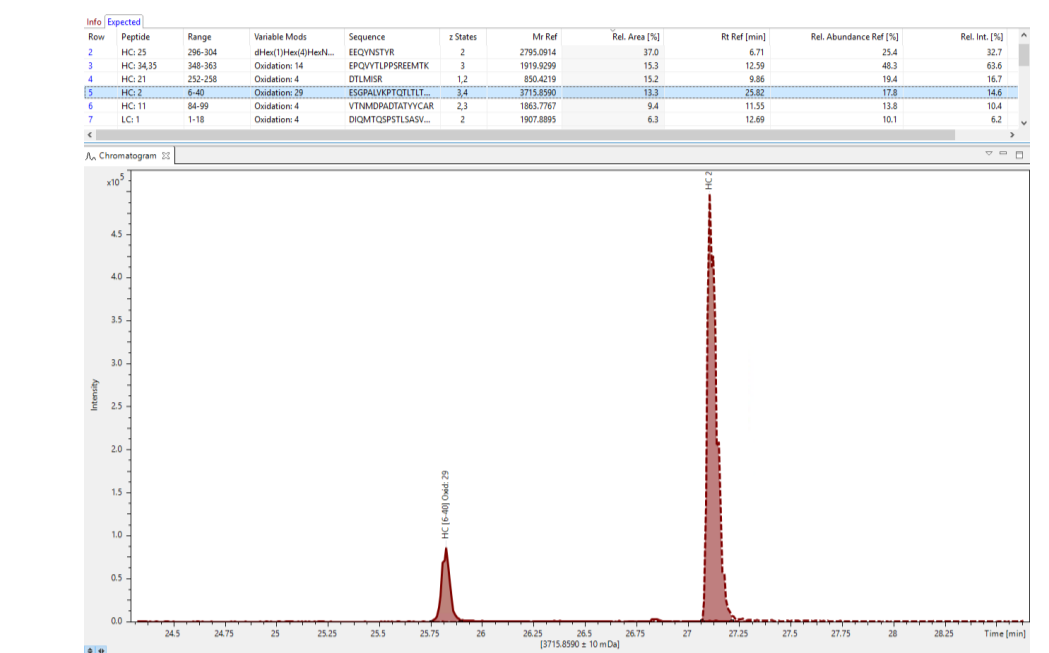 Info Expected
Row Peptide Range Variable Mods Sequence z States Mr Ref Rel. Area [%] Rt Ref [min] Rel. Abundance Ref [%] Rel. Int. [%]
2 HC: 25 296-304 dHex(1)Hex(4)HexN... EEQYNSTYR 2 2795.0914 37.0 6.71 25.4 32.7
3 HC: 34,35 348-363 Oxidation: 14 EPQVYTLPPSREEMTK 3 1919.9299 15.3 12.59 48.3 63.6
4 HC: 21 252-258 Oxidation: 4 DTLMISR 1,2 850.4219 15.2 9.86 19.4 16.7
5 HC: 2 6-40 Oxidation: 29 ESGPALVKPTQTLTLT... 3,4 3715.8590 13.3 25.82 17.8 14.6
6 HC: 11 84-99 Oxidation: 4 VTNMDPADTATYYCAR 2,3 1863.7767 9.4 11.55 13.8 10.4
7 LC: 1 1-18 Oxidation: 4 DIQMTQSPSTLSASV... 2 1907.8895 6.3 12.69 10.1 6.2
Chromatogram
x10^5
HC 2
4.5
4.0
3.5
3.0
2.5
2.0
1.5
1.0
0.5
0.0
Intensity
HC [6-40] Oxid: 29
24.5 24.75 25 25.25 25.5 25.75 26 26.25 26.5 26.75 27 27.25 27.5 27.75 28 28.25 Time [min]
[3715.8590 ± 10 mDa]